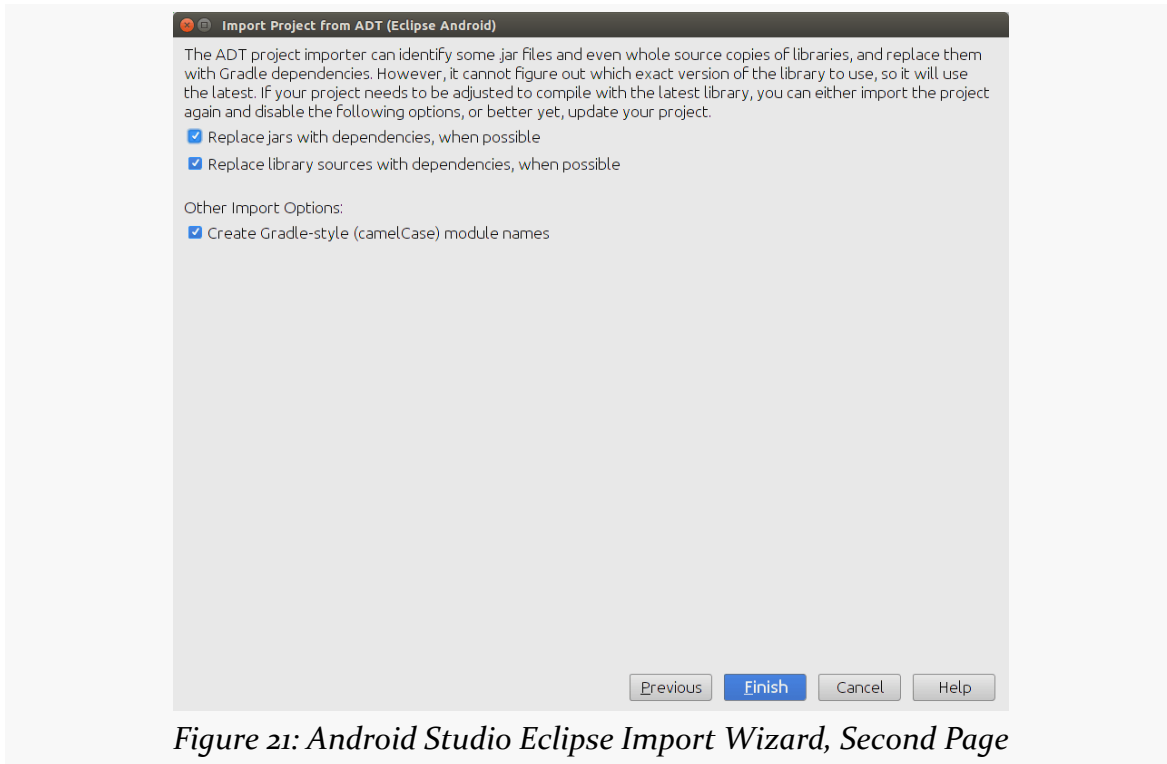 Import Project from ADT (Eclipse Android)
The ADT project importer can identify some .jar files and even whole source copies of libraries, and replace them
with Gradle dependencies. However, it cannot figure out which exact version of the library to use, so it will use
the latest. If your project needs to be adjusted to compile with the latest library, you can either import the project
again and disable the following options, or better yet, update your project.
Replace jars with dependencies, when possible
Replace library sources with dependencies, when possible
Other Import Options:
Create Gradle-style (camelCase) module names
Previous Finish Cancel Help
Figure 21: Android Studio Eclipse Import Wizard, Second Page